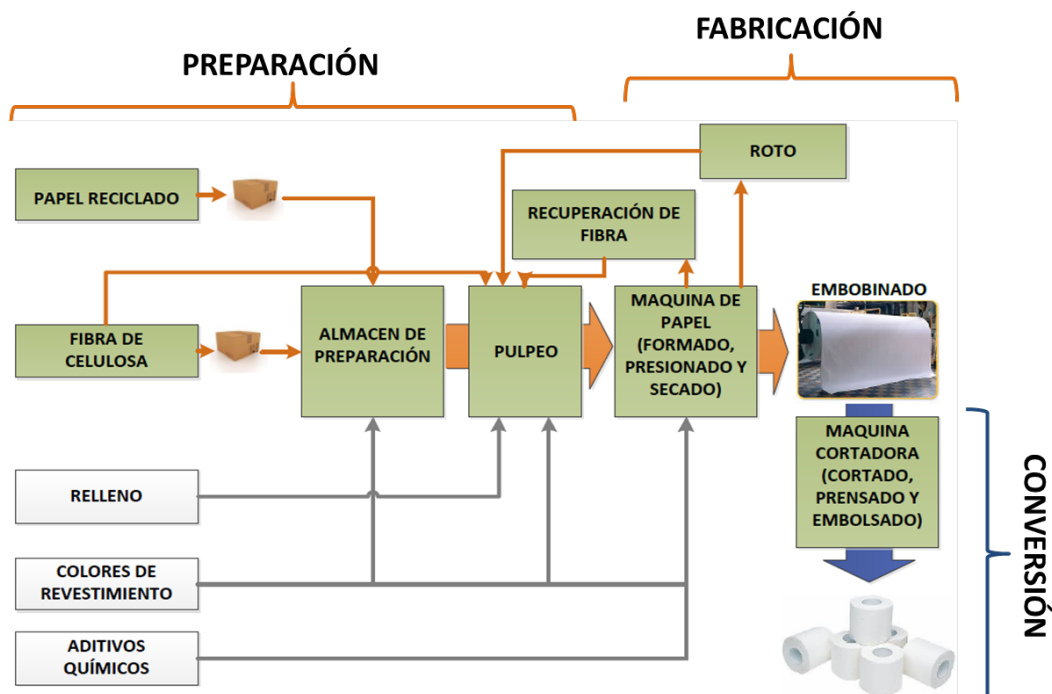 FABRICACIÓN
PREPARACIÓN
ROTO
PAPEL RECICLADO
RECUPERACIÓN DE
FIBRA
EMBOBINADO
FIBRA DE
CELULOSA
ALMACEN DE
PREPARACIÓN
PULPEO
MAQUINA DE
PAPEL
(FORMADO,
PRESIONADO Y
SECADO)
MAQUINA
CORTADORA
(CORTADO,
PRENSADO Y
EMBOLSADO)
CONVERSIÓN
RELLENO
COLORES DE
REVESTIMIENTO
ADITIVOS
QUÍMICOS